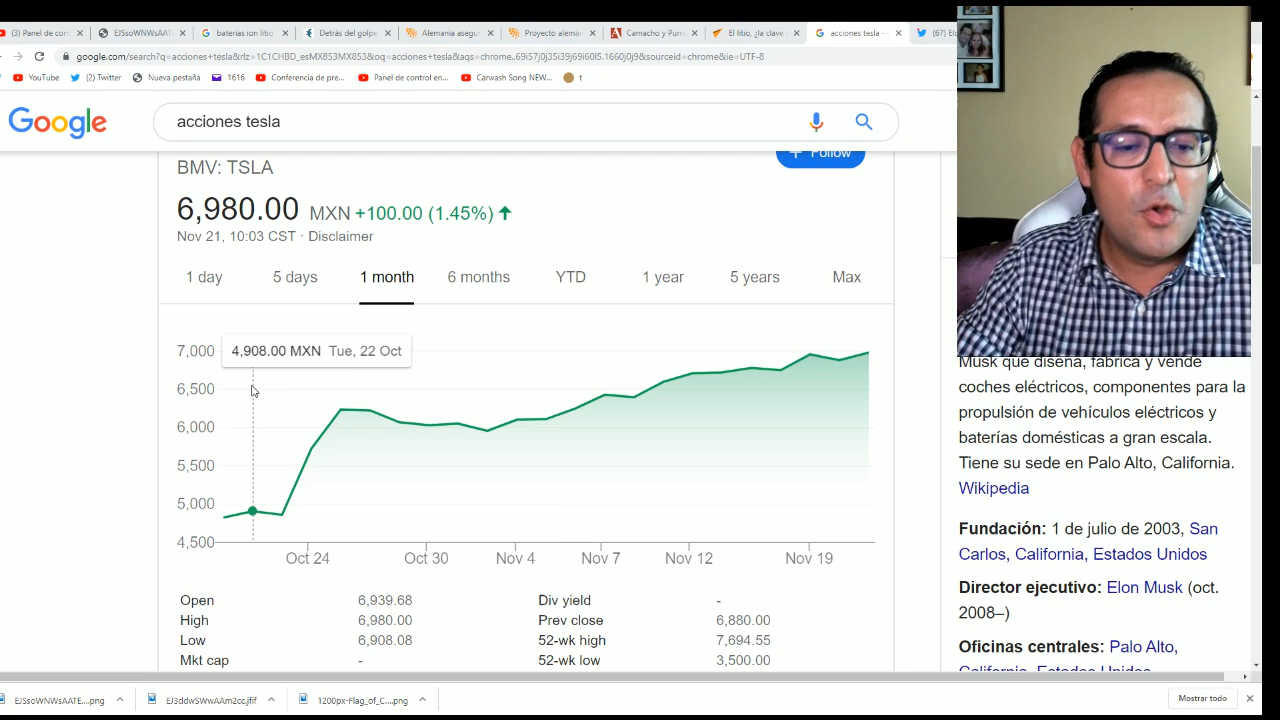 (3) Panel de con
EJSsoWNWsAATE
baterias ion
Detrás del golpe
Alemania asegu
Proyecto alemá
Camacho y Pum
El litio, ¿la clave
acciones tesla - 
(67) Elo
google.com/search?q=acciones+tesla&rlz=1C1CHBD_esMX853MX853&oq=acciones+tesla&aqs=chrome..69i57j0j35i39j69i60l5.1660j0j9&sourceid=chrome&ie=UTF-8
YouTube
(2) Twitter
Nueva pestaña
1616
Conferencia de pre...
Panel de control en...
Carwash Song NEW...
t
Google
acciones tesla
BMV: TSLA
Follow
6,980.00 MXN +100.00 (1.45%)
Nov 21, 10:03 CST · Disclaimer
1 day 5 days 1 month 6 months YTD 1 year 5 years Max
4,908.00 MXN Tue, 22 Oct
7,000
6,500
6,000
5,500
5,000
4,500
Oct 24 Oct 30 Nov 4 Nov 7 Nov 12 Nov 19
Open 6,939.68 Div yield -
High 6,980.00 Prev close 6,880.00
Low 6,908.08 52-wk high 7,694.55
Mkt cap - 52-wk low 3,500.00
Musk que diseña, fabrica y vende
coches eléctricos, componentes para la
propulsión de vehículos eléctricos y
baterías domésticas a gran escala.
Tiene su sede en Palo Alto, California.
Wikipedia
Fundación: 1 de julio de 2003, San
Carlos, California, Estados Unidos
Director ejecutivo: Elon Musk (oct.
2008–)
Oficinas centrales: Palo Alto,
California, Estados Unidos
EJSsoWNWsAATE....png
EJ3ddwSWwAAm2cc.jfif
1200px-Flag_of_C....png
Mostrar todo